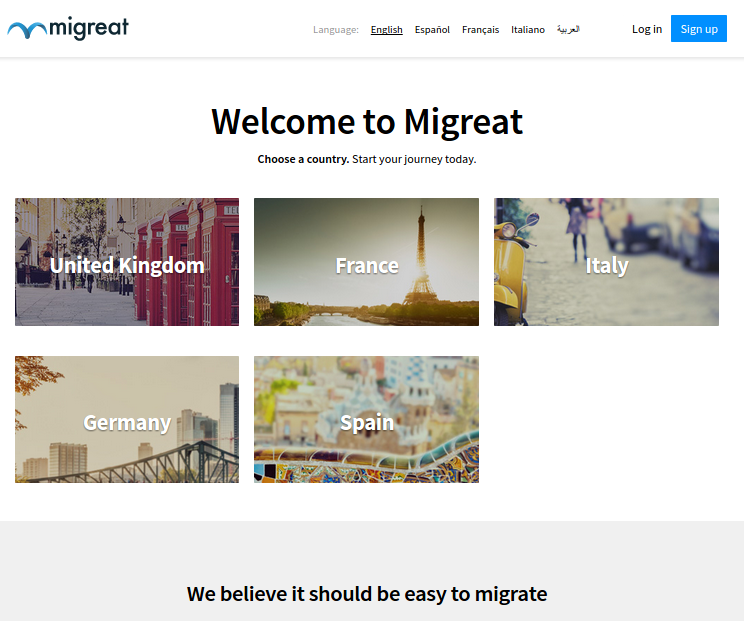 migreat
Language: English Español Français Italiano العربية Log in Sign up
Welcome to Migreat
Choose a country. Start your journey today.
United Kingdom France Italy
Germany Spain
We believe it should be easy to migrate